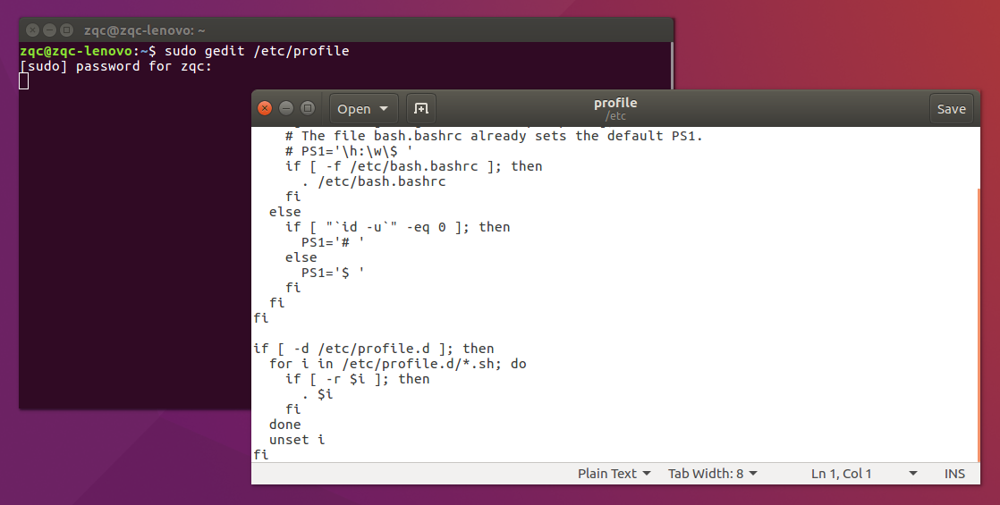 zqc@zqc-lenovo: ~
zqc@zqc-lenovo:~$ sudo gedit /etc/profile
[sudo] password for zqc:
Open
profile
/etc
Save
# The file bash.bashrc already sets the default PS1.
# PS1='\h:\w\$ '
if [ -f /etc/bash.bashrc ]; then
. /etc/bash.bashrc
fi
else
if [ "`id -u`" -eq 0 ]; then
PS1='# '
else
PS1='$ '
fi
fi
fi
if [ -d /etc/profile.d ]; then
for i in /etc/profile.d/*.sh; do
if [ -r $i ]; then
. $i
fi
done
unset i
fi
Plain Text
Tab Width: 8
Ln 1, Col 1
INS